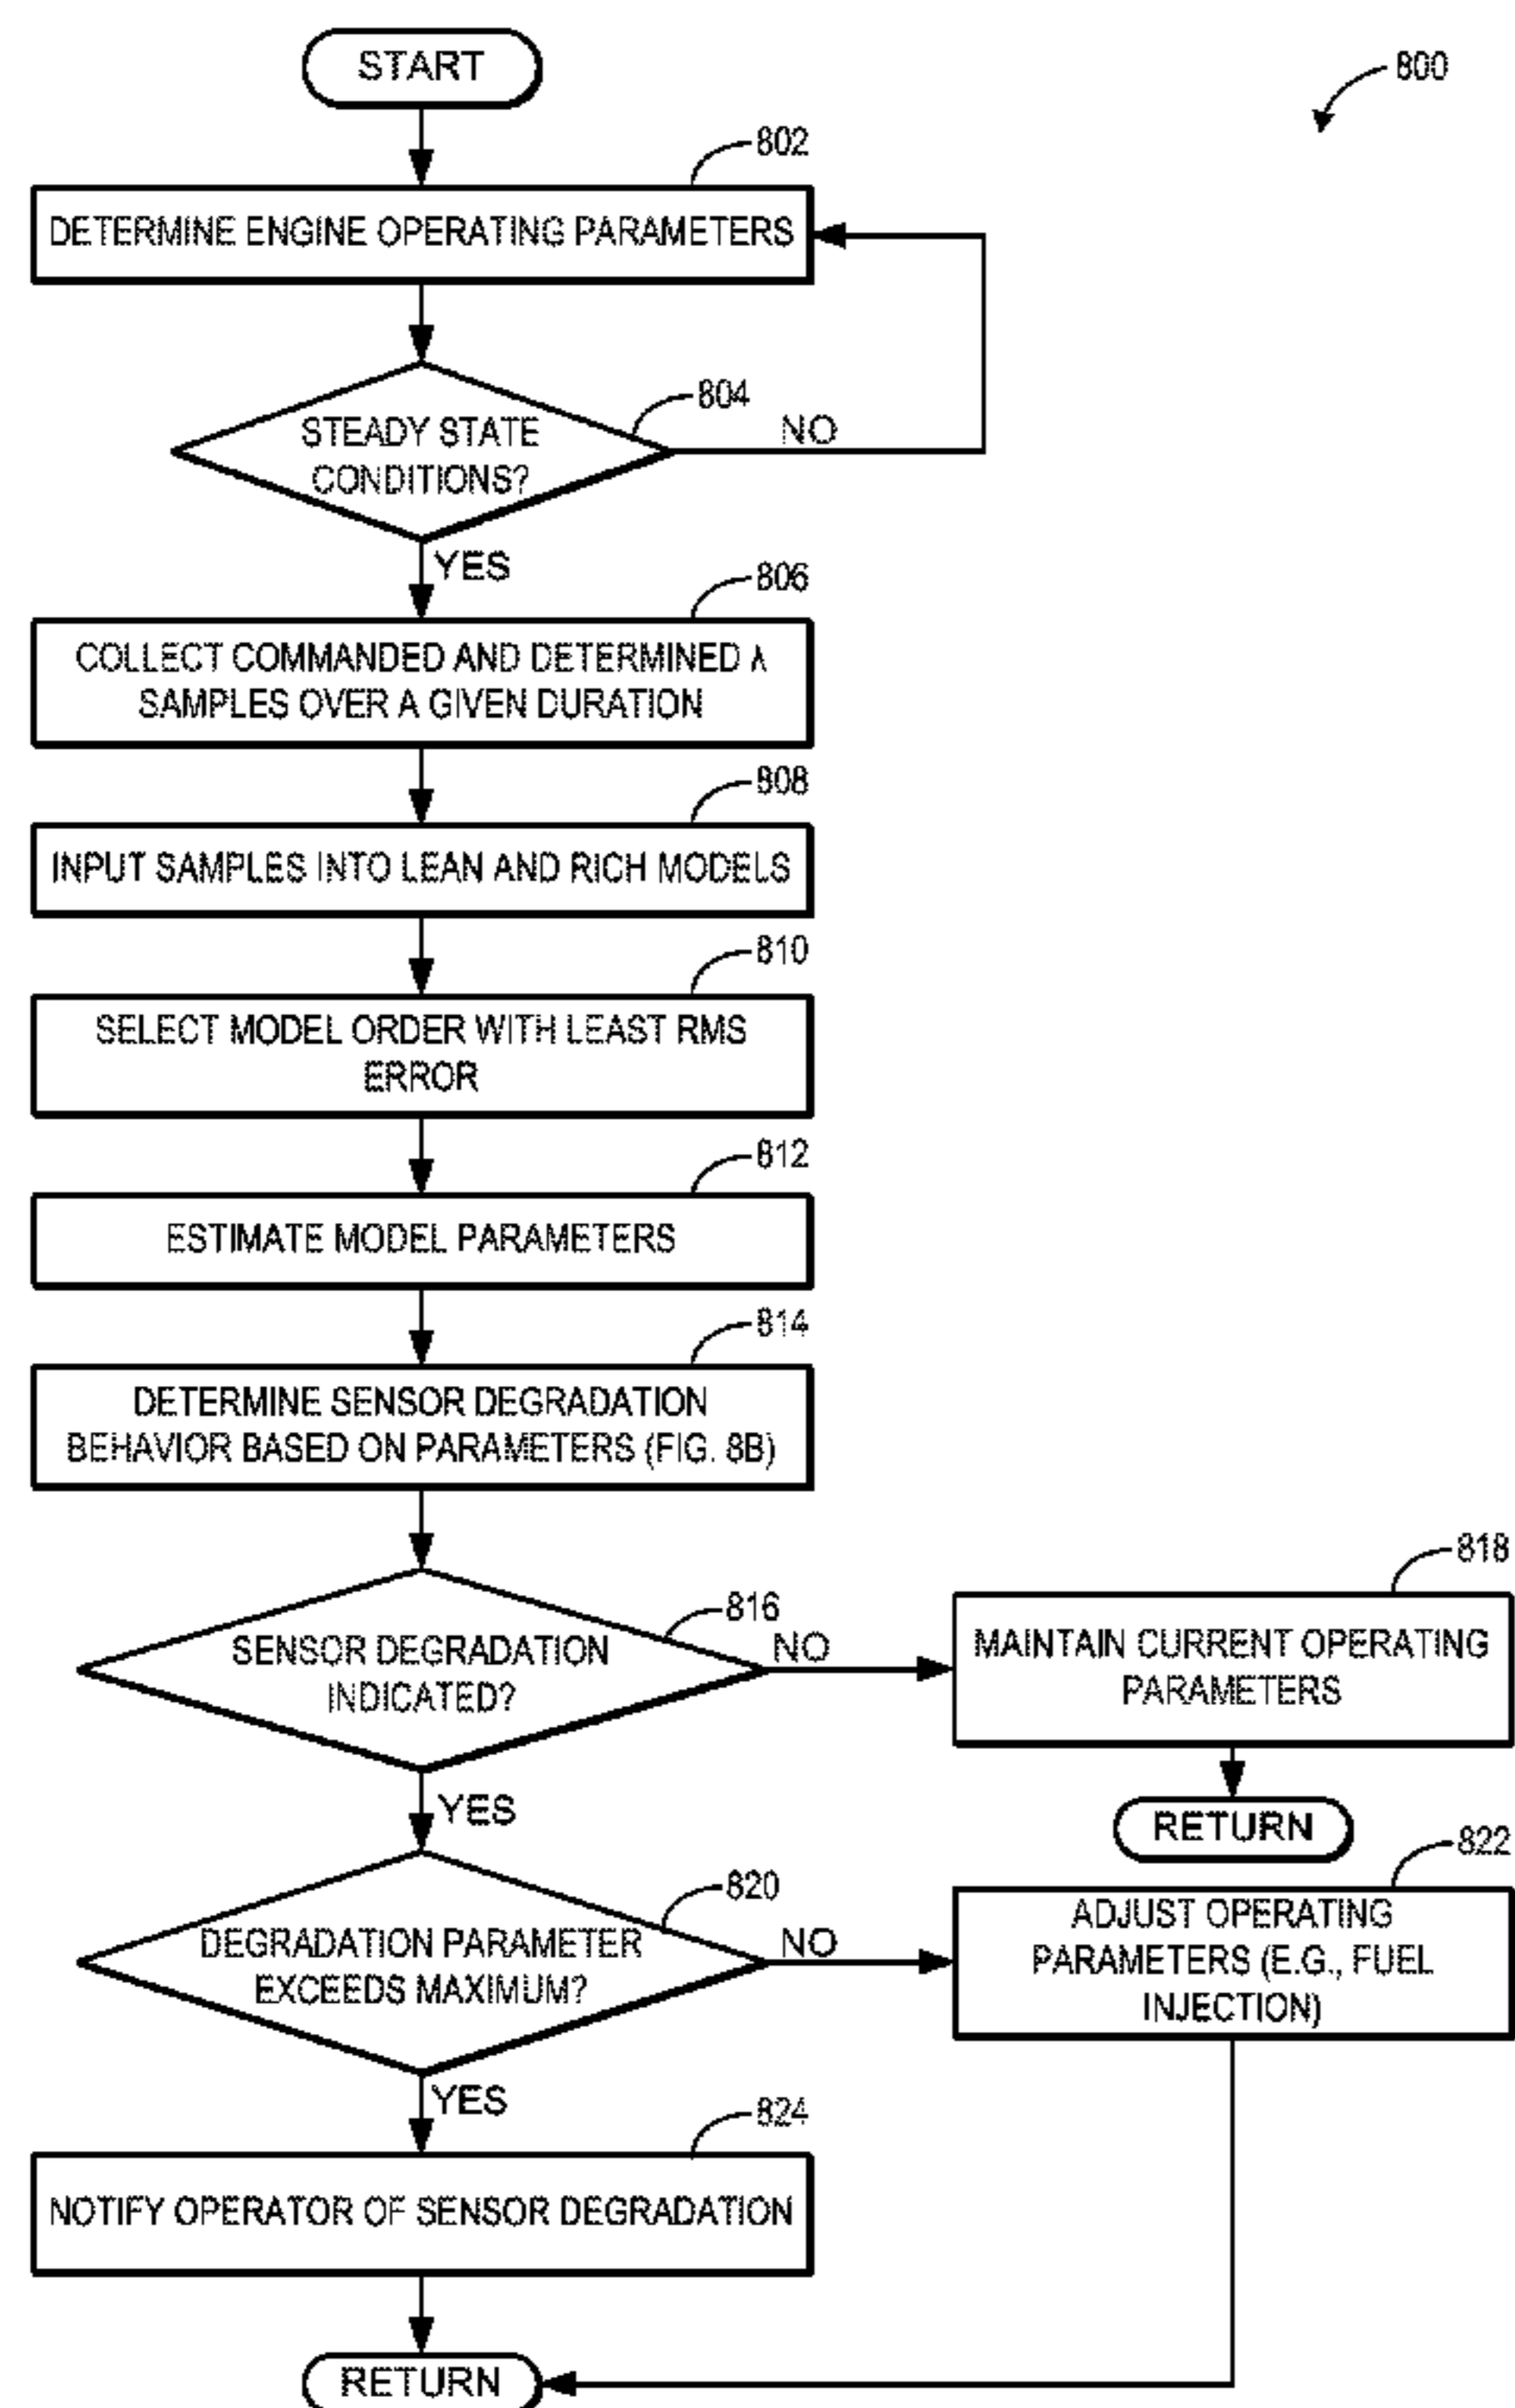 START
800
802
DETERMINE ENGINE OPERATING PARAMETERS
804
STEADY STATE
CONDITIONS?
NO
YES
806
COLLECT COMMANDED AND DETERMINED λ
SAMPLES OVER A GIVEN DURATION
808
INPUT SAMPLES INTO LEAN AND RICH MODELS
810
SELECT MODEL ORDER WITH LEAST RMS
ERROR
812
ESTIMATE MODEL PARAMETERS
814
DETERMINE SENSOR DEGRADATION
BEHAVIOR BASED ON PARAMETERS (FIG. 8B)
816
SENSOR DEGRADATION
INDICATED?
NO
818
MAINTAIN CURRENT OPERATING
PARAMETERS
RETURN
YES
820
DEGRADATION PARAMETER
EXCEEDS MAXIMUM?
NO
822
ADJUST OPERATING
PARAMETERS (E.G., FUEL
INJECTION)
YES
824
NOTIFY OPERATOR OF SENSOR DEGRADATION
RETURN